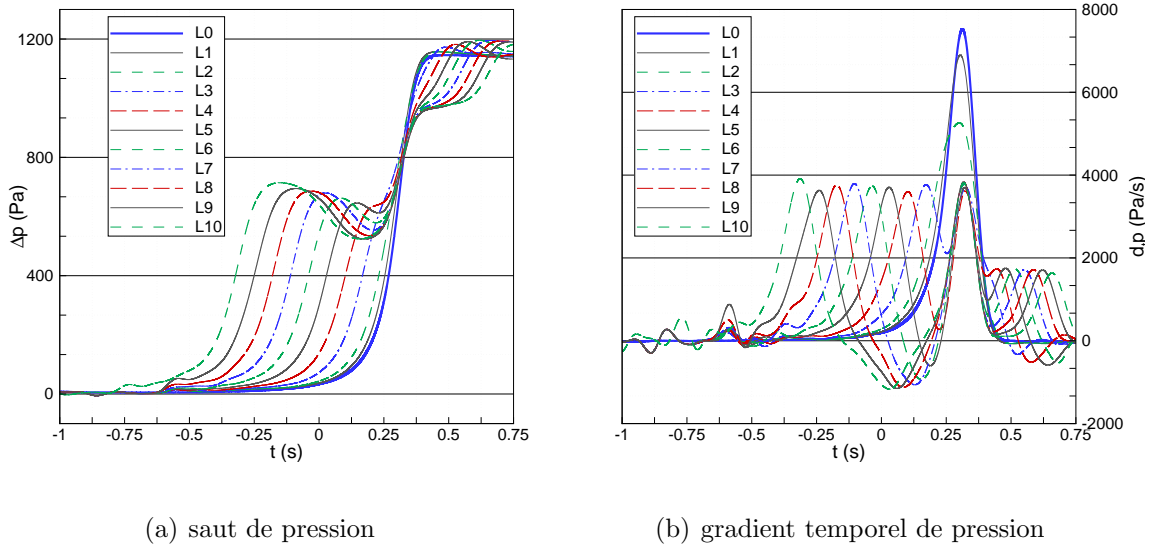 1200
800
400
0
Δp (Pa)
-1 -0.75 -0.5 -0.25 0 0.25 0.5 0.75
t (s)
L0
L1
L2
L3
L4
L5
L6
L7
L8
L9
L10
(a) saut de pression
8000
6000
4000
2000
0
-2000
dₜp (Pa/s)
-1 -0.75 -0.5 -0.25 0 0.25 0.5 0.75
t (s)
L0
L1
L2
L3
L4
L5
L6
L7
L8
L9
L10
(b) gradient temporel de pression